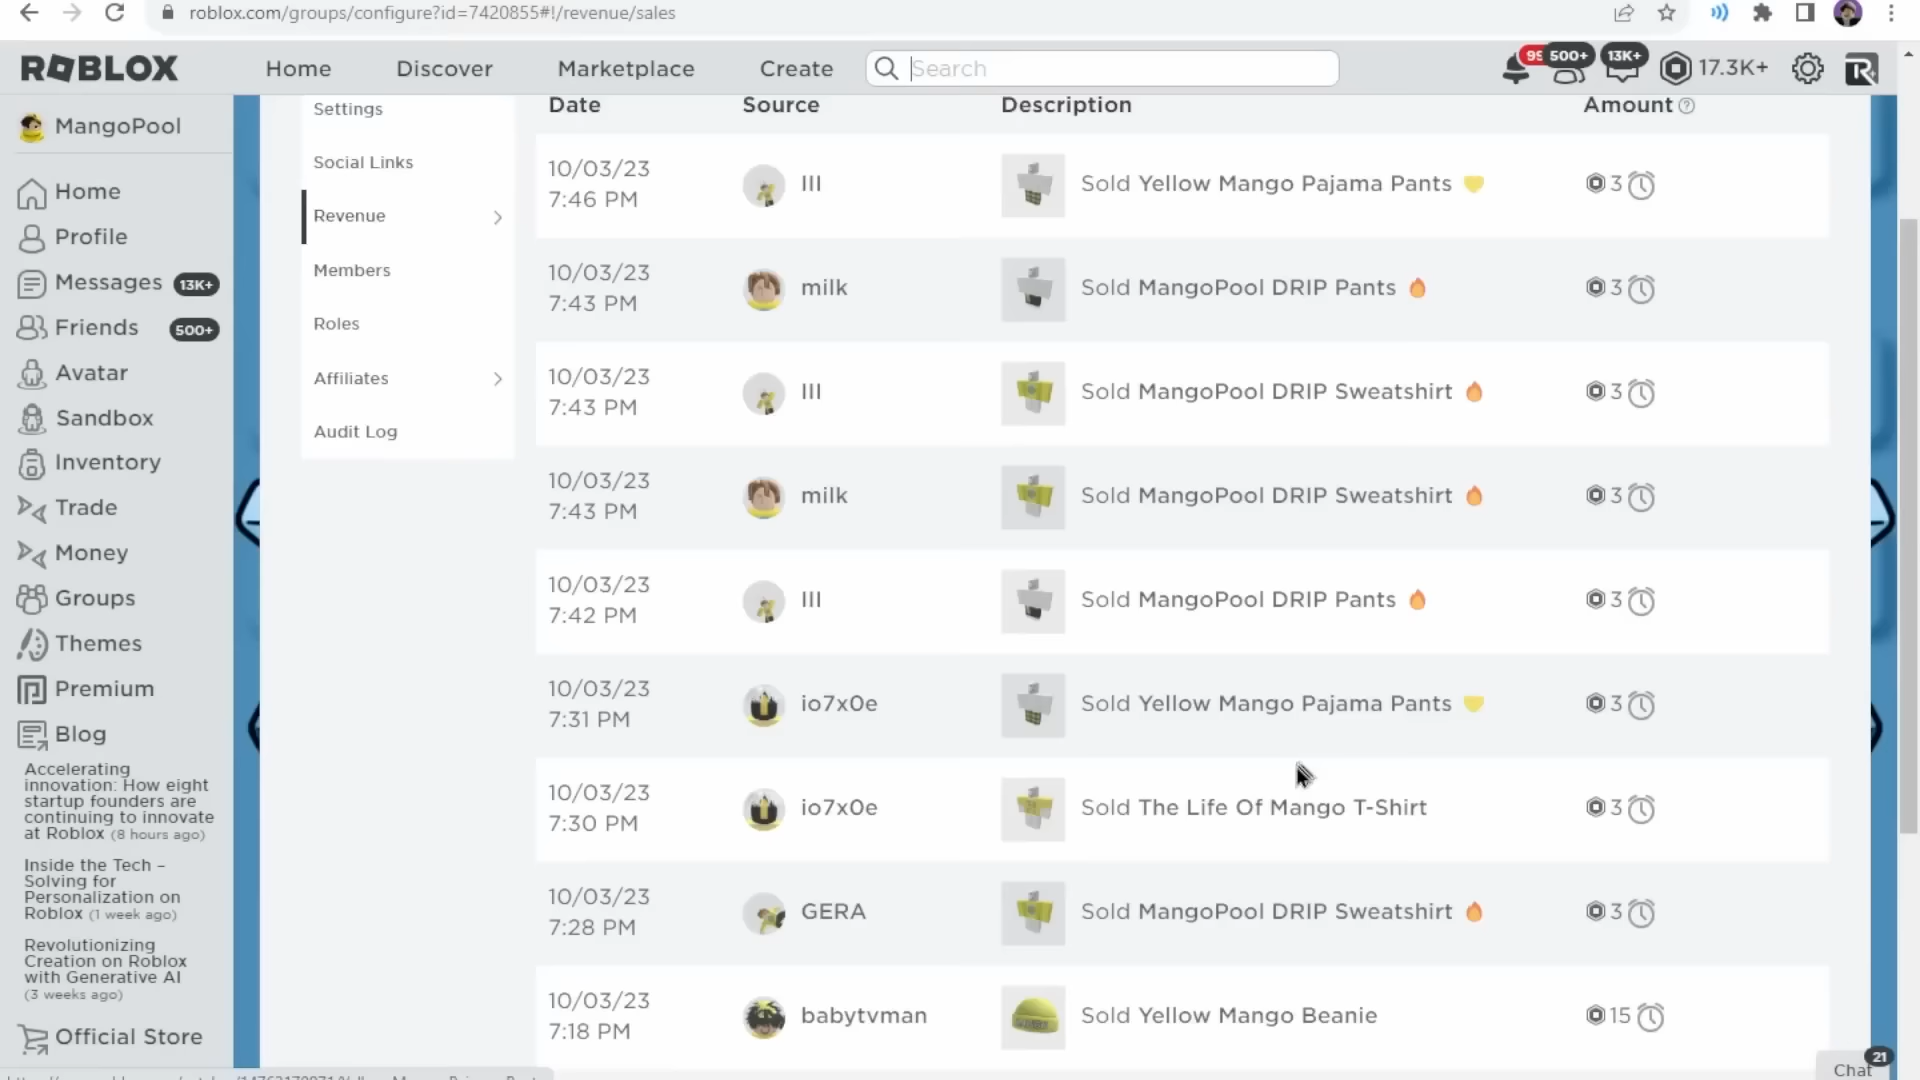 roblox.com/groups/configure?id=7420855#!/revenue/sales
ROBLOX
Home
Discover
Marketplace
Create
Search
99
500+
13K+
17.3K+
MangoPool
Home
Profile
Messages 13K+
Friends 500+
Avatar
Sandbox
Inventory
Trade
Money
Groups
Themes
Premium
Blog
Accelerating
innovation: How eight
startup founders are
continuing to innovate
at Roblox (8 hours ago)
Inside the Tech –
Solving for
Personalization on
Roblox (1 week ago)
Revolutionizing
Creation on Roblox
with Generative AI
(3 weeks ago)
Official Store
Settings
Social Links
Revenue
Members
Roles
Affiliates
Audit Log
Date Source Description Amount
10/03/23
7:46 PM
III
Sold Yellow Mango Pajama Pants 💛
3
10/03/23
7:43 PM
milk
Sold MangoPool DRIP Pants 🔥
3
10/03/23
7:43 PM
III
Sold MangoPool DRIP Sweatshirt 🔥
3
10/03/23
7:43 PM
milk
Sold MangoPool DRIP Sweatshirt 🔥
3
10/03/23
7:42 PM
III
Sold MangoPool DRIP Pants 🔥
3
10/03/23
7:31 PM
io7x0e
Sold Yellow Mango Pajama Pants 💛
3
10/03/23
7:30 PM
io7x0e
Sold The Life Of Mango T-Shirt
3
10/03/23
7:28 PM
GERA
Sold MangoPool DRIP Sweatshirt 🔥
3
10/03/23
7:18 PM
babytvman
Sold Yellow Mango Beanie
15
Chat 21